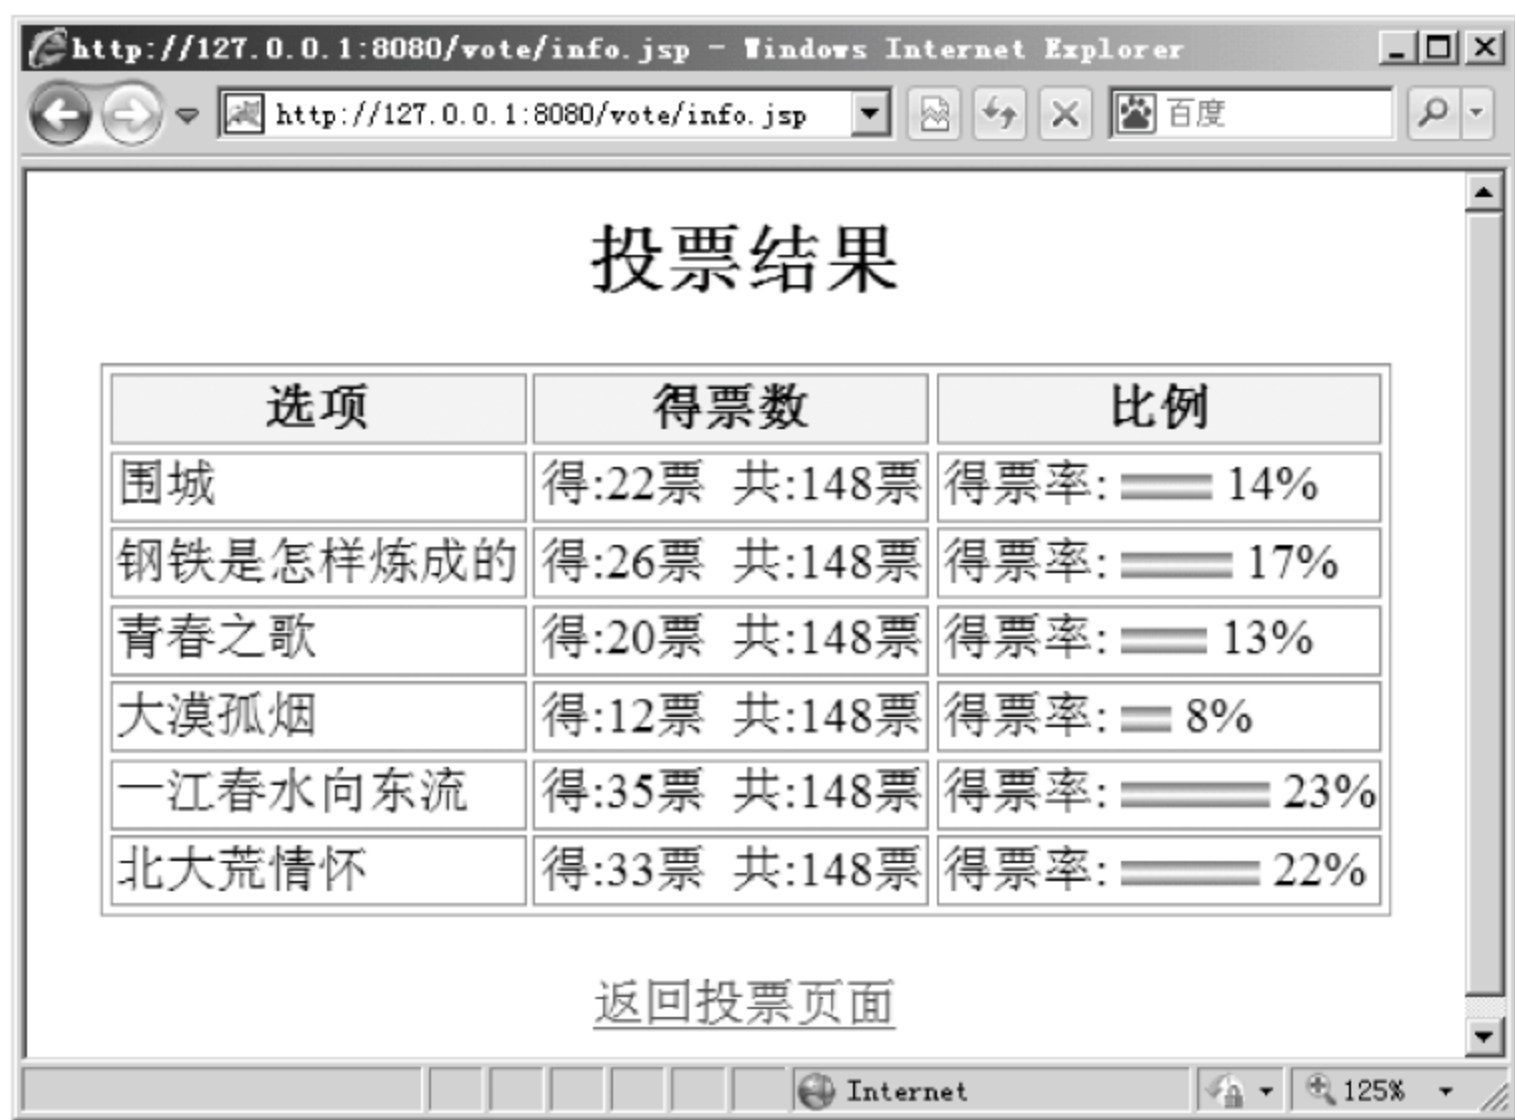 http://127.0.0.1:8080/vote/info.jsp - Windows Internet Explorer
http://127.0.0.1:8080/vote/info.jsp 百度
投票结果
选项 得票数 比例
围城 得:22票 共:148票 得票率: 14%
钢铁是怎样炼成的 得:26票 共:148票 得票率: 17%
青春之歌 得:20票 共:148票 得票率: 13%
大漠孤烟 得:12票 共:148票 得票率: 8%
一江春水向东流 得:35票 共:148票 得票率: 23%
北大荒情怀 得:33票 共:148票 得票率: 22%
返回投票页面
Internet 125%